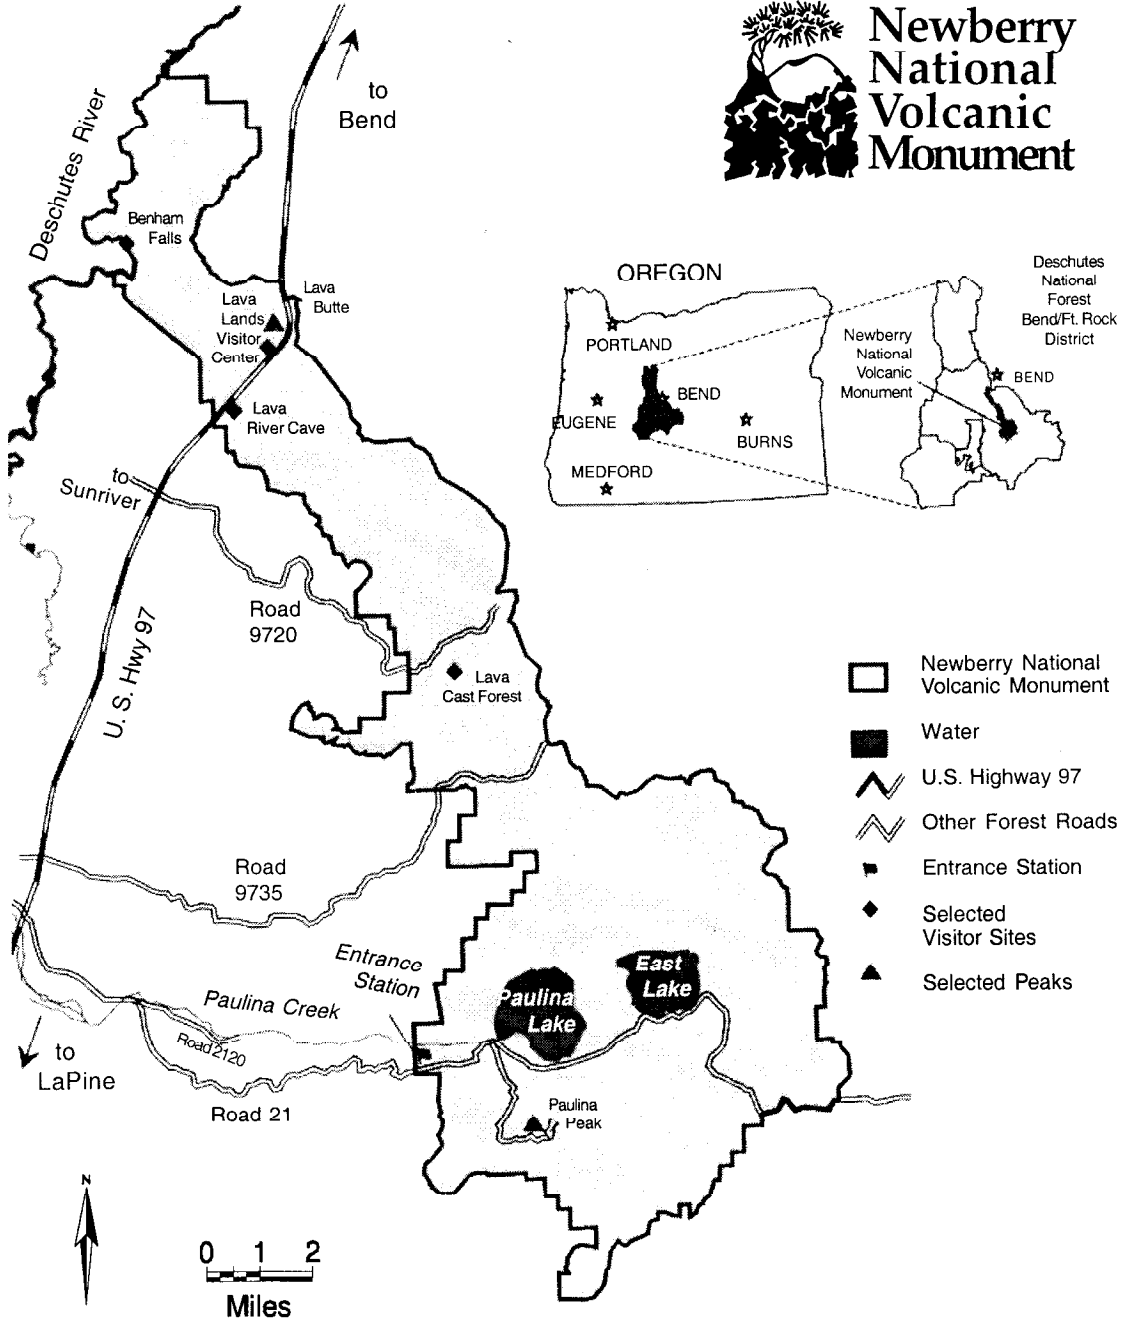 Newberry
National
Volcanic
Monument
to
Bend
Deschutes River
Benham
Falls
Lava
Butte
Lava
Lands
Visitor
Center
Lava
River Cave
to
Sunriver
Road
9720
U. S. Hwy 97
Lava
Cast Forest
Road
9735
Entrance
Station
Paulina Creek
Road 2120
Road 21
to
LaPine
Paulina
Lake
East
Lake
Paulina
Peak
OREGON
PORTLAND
BEND
EUGENE
BURNS
MEDFORD
Deschutes
National
Forest
Bend/Ft. Rock
District
Newberry
National
Volcanic
Monument
BEND
Newberry National
Volcanic Monument
Water
U.S. Highway 97
Other Forest Roads
Entrance Station
Selected
Visitor Sites
Selected Peaks
N
0 1 2
Miles